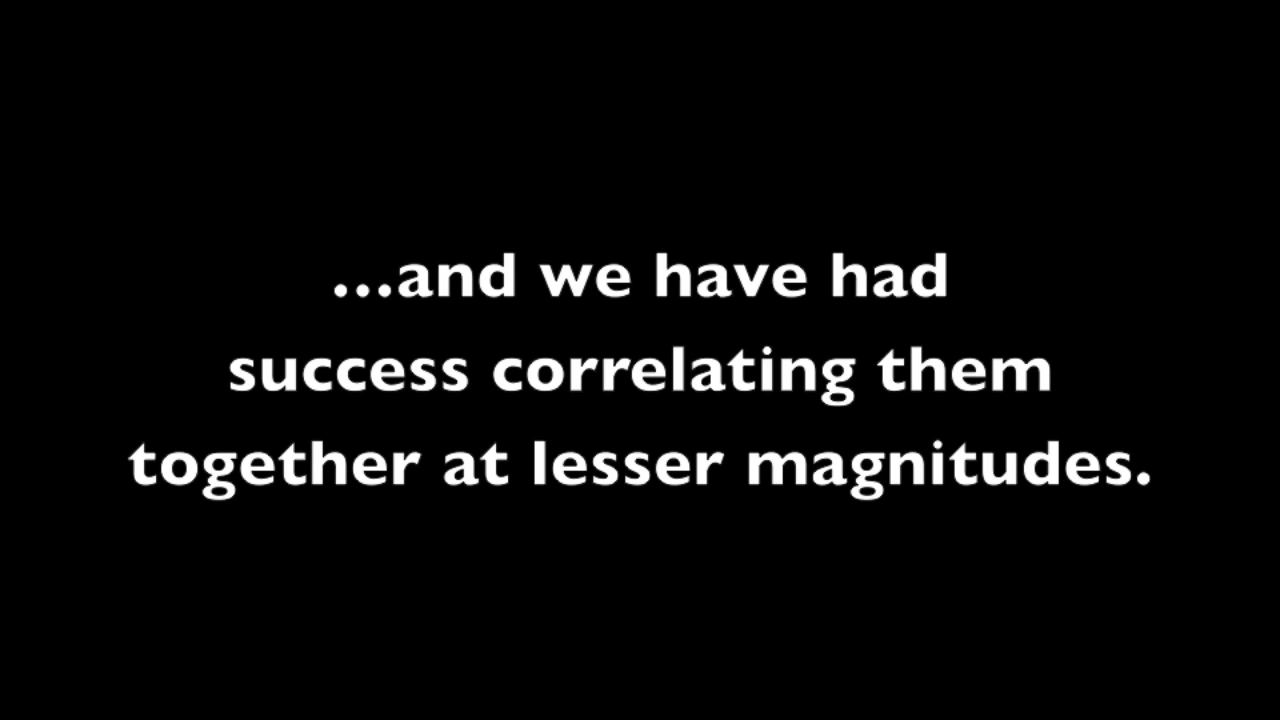 ...and we have had
success correlating them
together at lesser magnitudes.